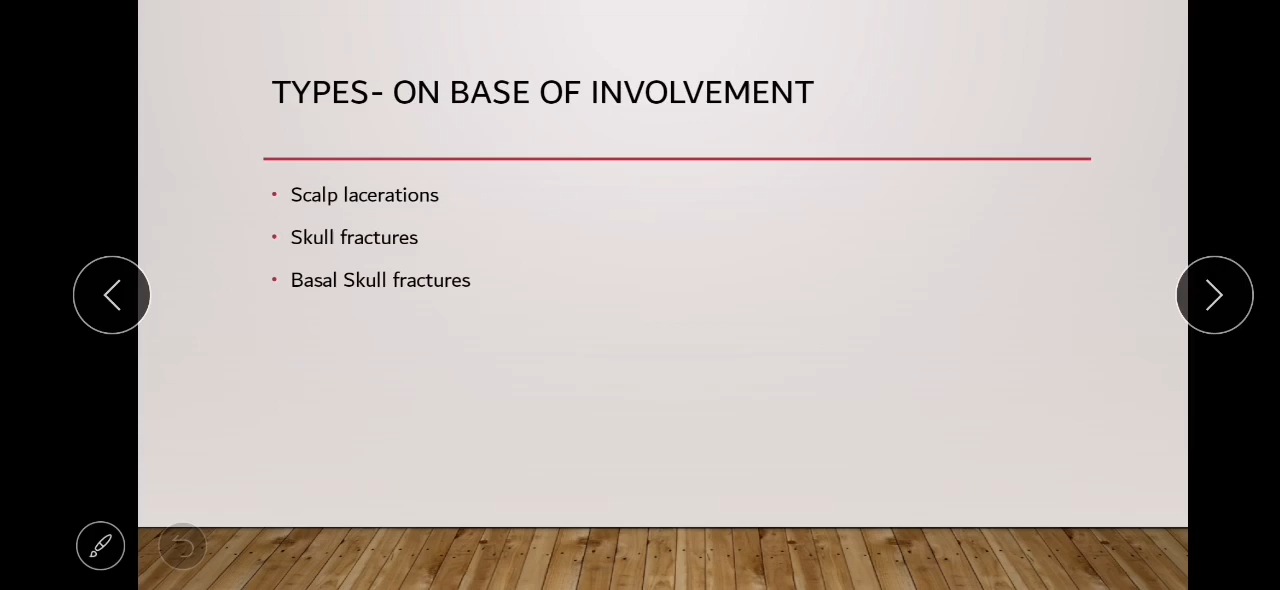 TYPES- ON BASE OF INVOLVEMENT
• Scalp lacerations
• Skull fractures
• Basal Skull fractures